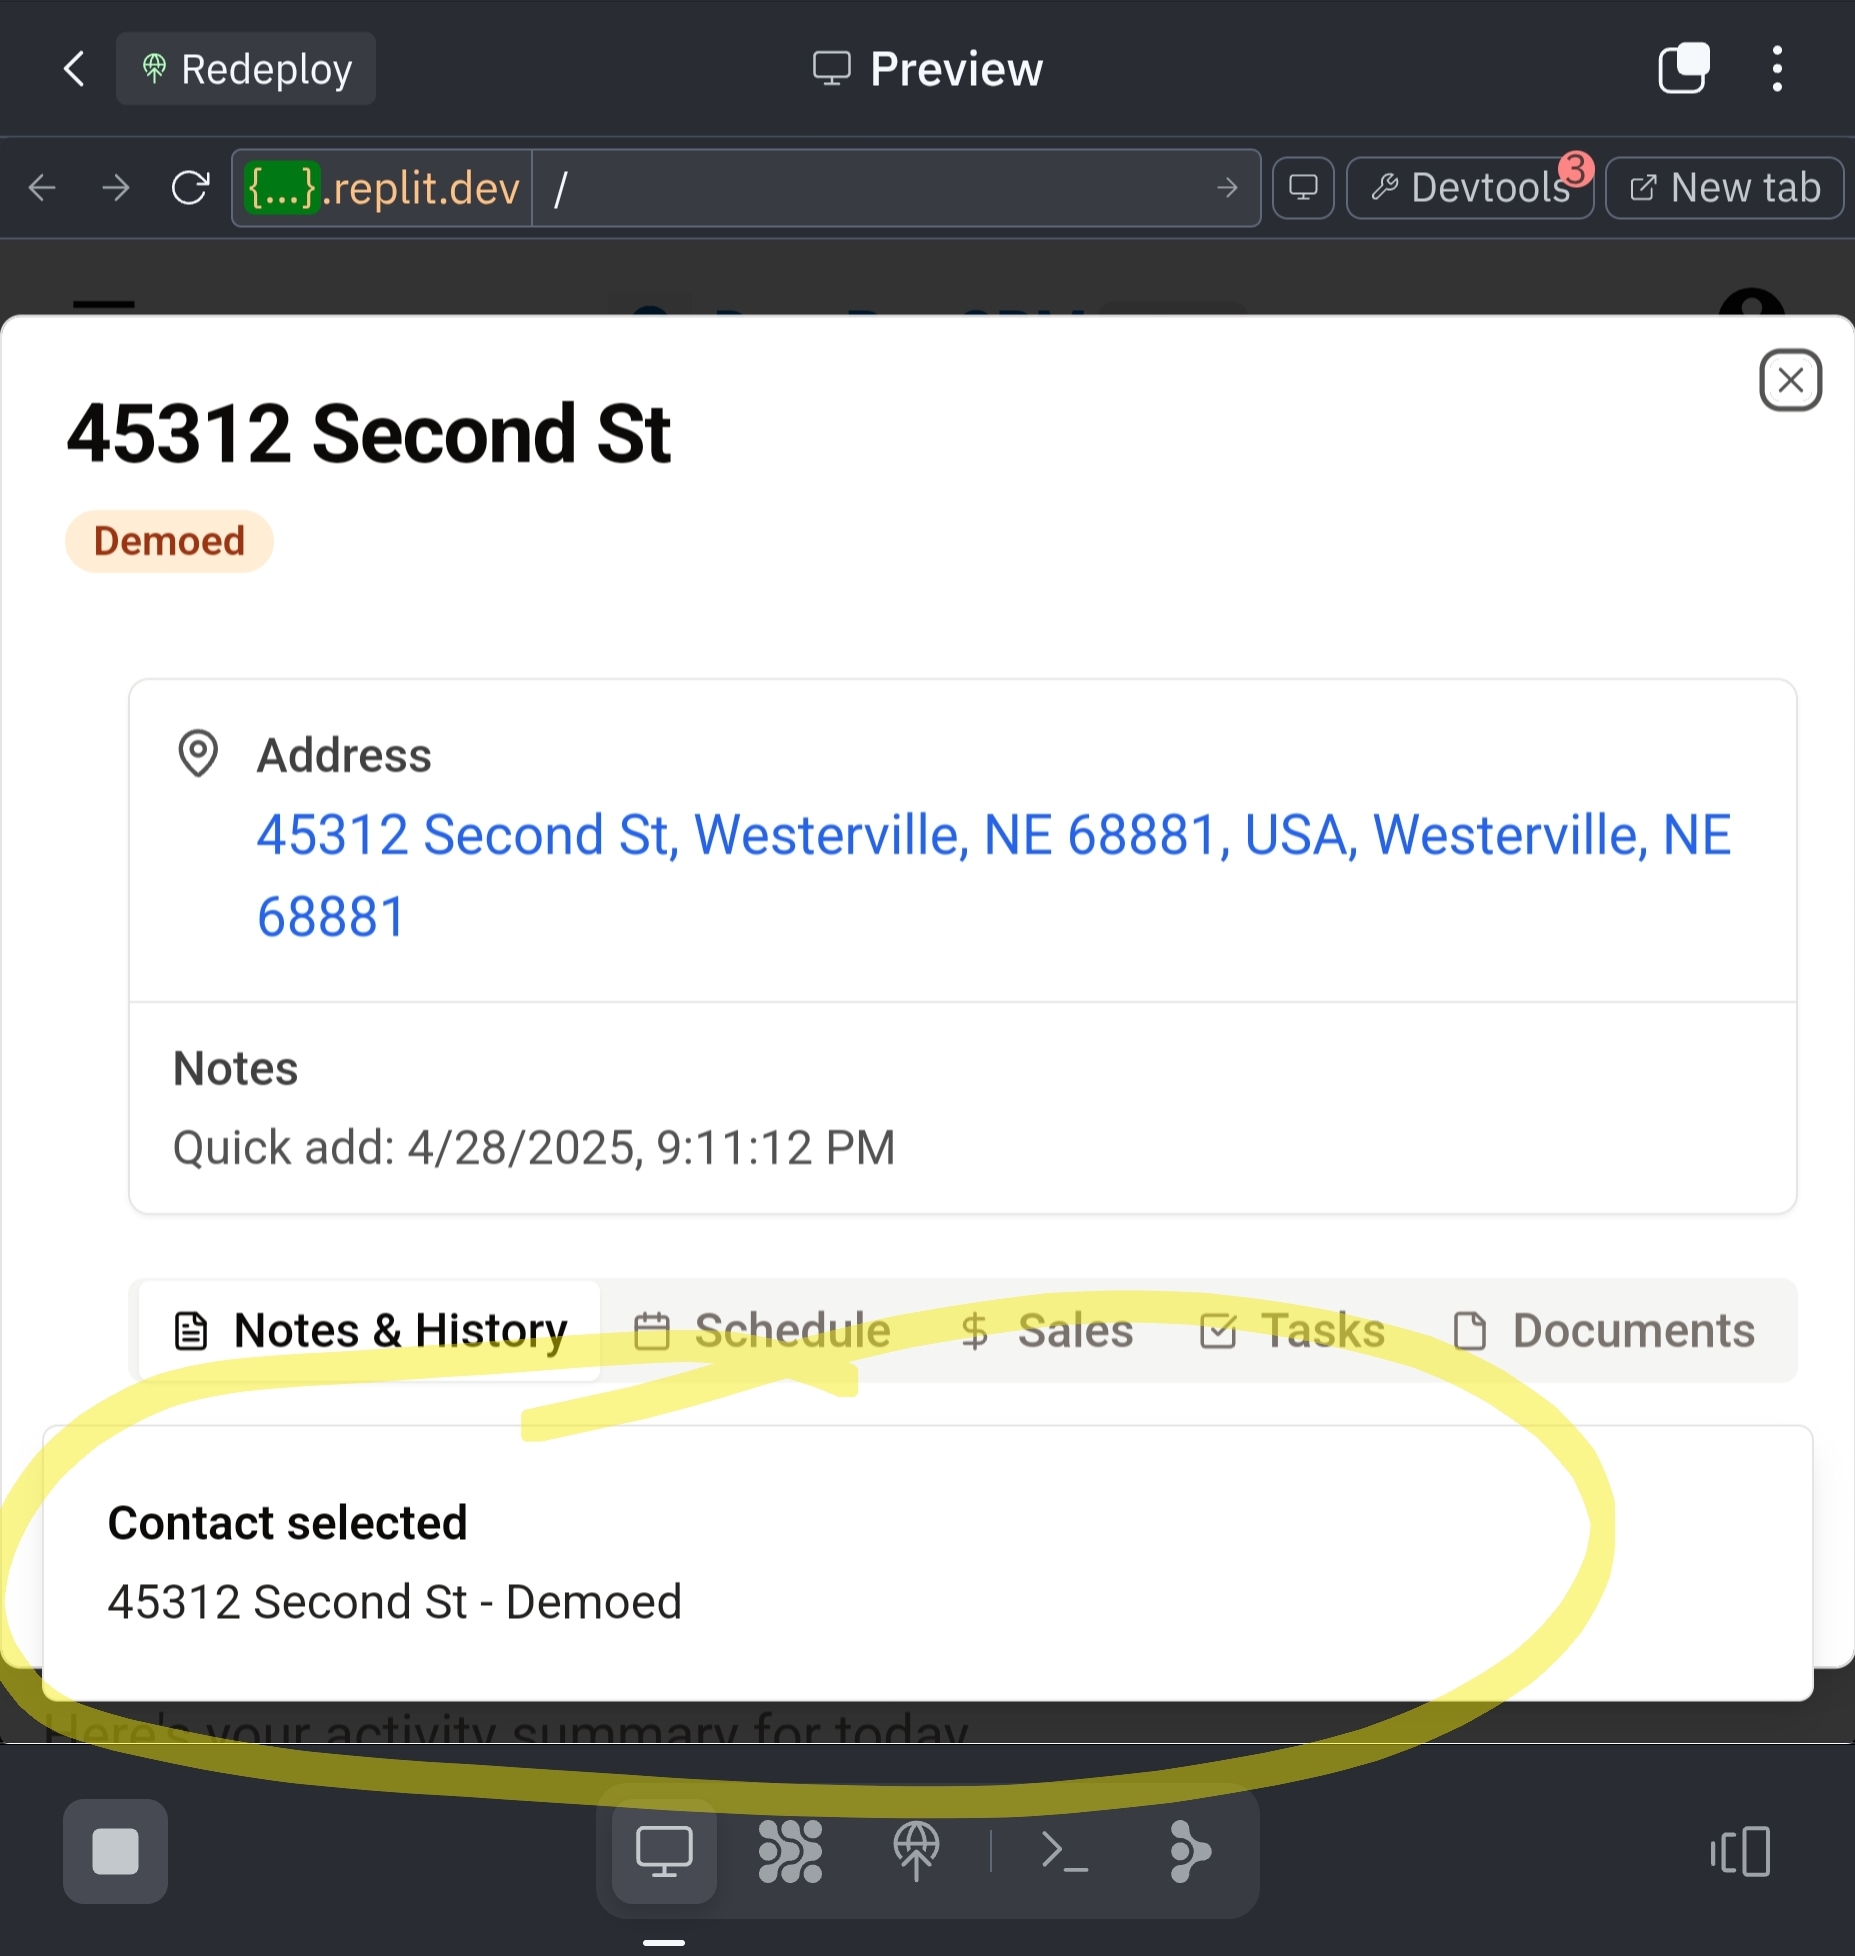 Redeploy
Preview
{...}.replit.dev
/
Devtools
3
New tab
45312 Second St
Demoed
Address
45312 Second St, Westerville, NE 68881, USA, Westerville, NE
68881
Notes
Quick add: 4/28/2025, 9:11:12 PM
Notes & History
Schedule
Sales
Tasks
Documents
Contact selected
45312 Second St - Demoed
Here's your activity summary for today